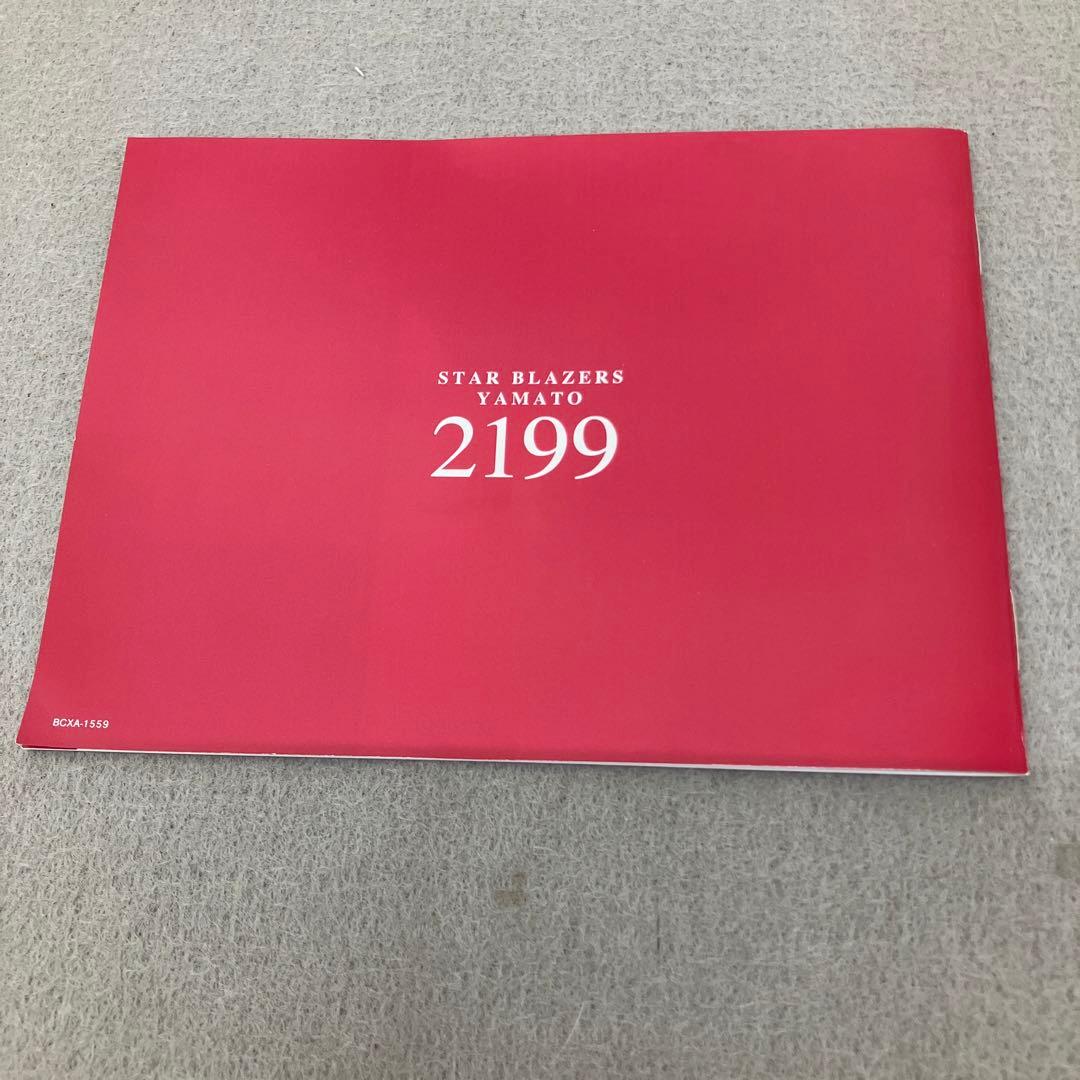 STAR BLAZERS
YAMATO
2199
BCXA-1559